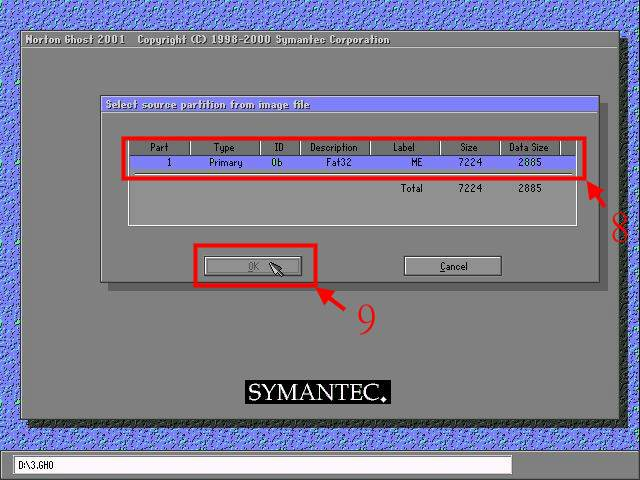 Norton Ghost 2001 Copyright (C) 1998-2000 Symantec Corporation
Select source partition from image file
Part Type ID Description Label Size Data Size
1 Primary 0b Fat32 ME 7224 2885
Total 7224 2885
8
OK Cancel
9
SYMANTEC.
D:\3.GHO